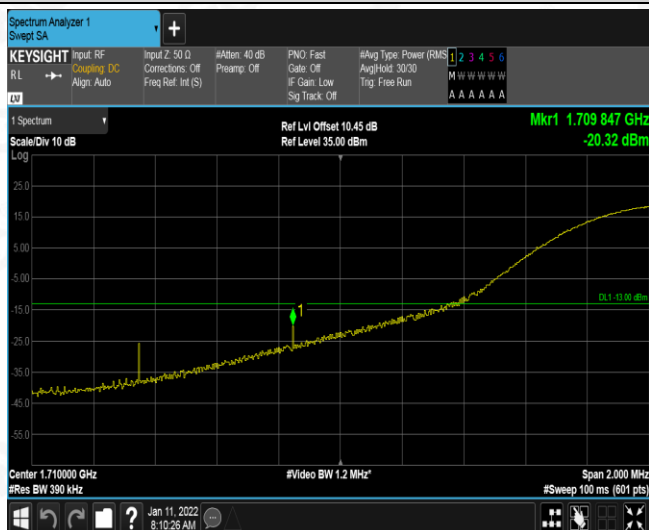 Spectrum Analyzer 1
Swept SA
KEYSIGHT
RL
LXI
Input: RF
Coupling: DC
Align: Auto
Input Z: 50 Ω
Corrections: Off
Freq Ref: Int (S)
#Atten: 40 dB
Preamp: Off
PNO: Fast
Gate: Off
IF Gain: Low
Sig Track: Off
#Avg Type: Power (RMS
Avg|Hold: 30/30
Trig: Free Run
1 2 3 4 5 6
M W W W W W
A A A A A A
1 Spectrum
Scale/Div 10 dB
Log
Ref Lvl Offset 10.45 dB
Ref Level 35.00 dBm
Mkr1 1.709 847 GHz
-20.32 dBm
25.0
15.0
5.00
-5.00
DL1 -13.00 dBm
-15.0
1
-25.0
-35.0
-45.0
-55.0
Center 1.710000 GHz
#Res BW 390 kHz
#Video BW 1.2 MHz*
Span 2.000 MHz
#Sweep 100 ms (601 pts)
?
Jan 11, 2022
8:10:26 AM